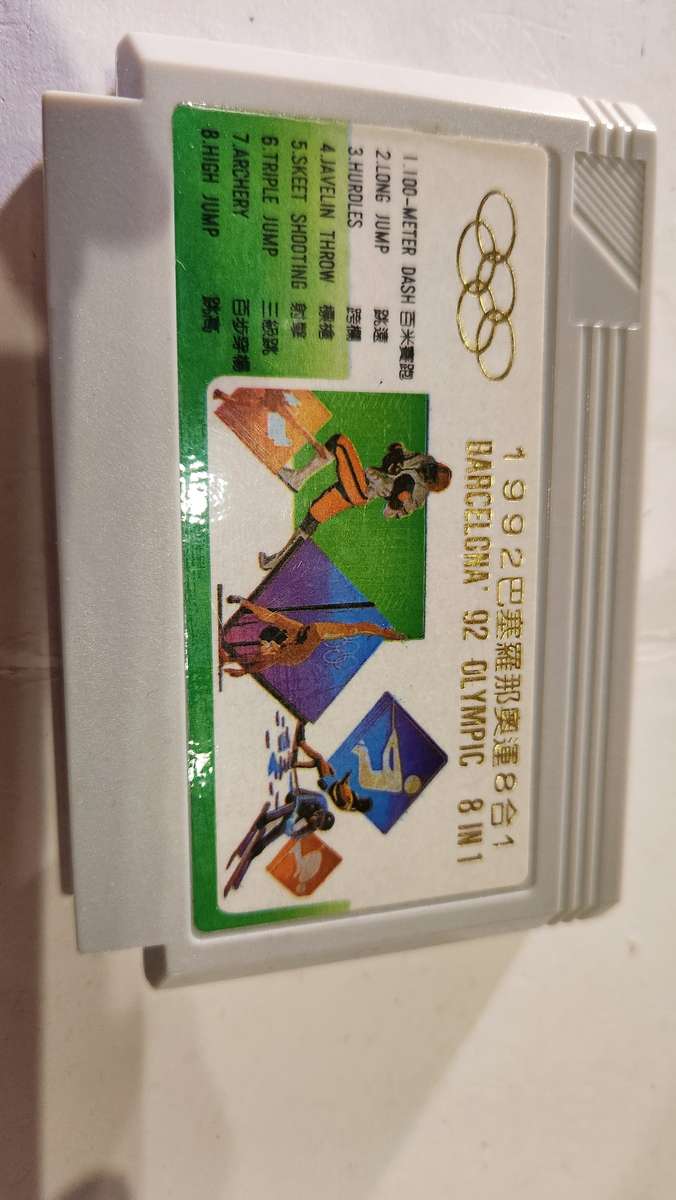 1992巴塞羅那奧運8合1
BARCELONA'92 OLYMPIC 8 IN 1
1.100-METER DASH 百米賽跑
2.LONG JUMP 跳遠
3.HURDLES 跨欄
4.JAVELIN THROW 標槍
5.SKEET SHOOTING 射擊
6.TRIPLE JUMP 三級跳
7.ARCHERY 百步穿楊
8.HIGH JUMP 跳高